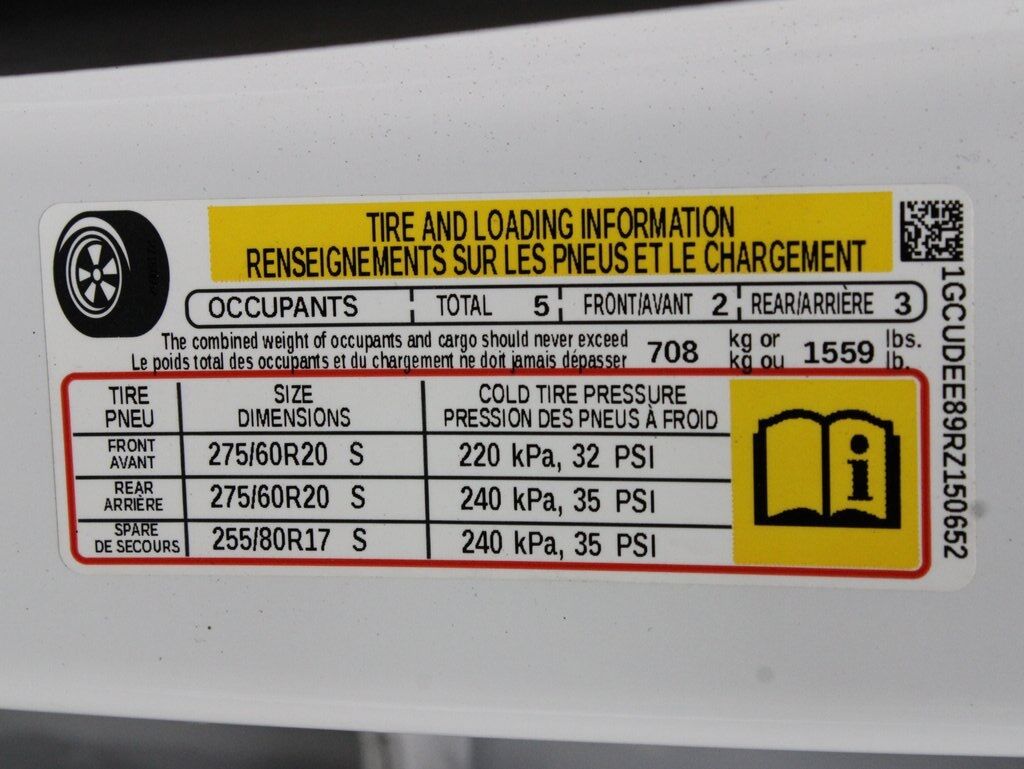 TIRE AND LOADING INFORMATION
RENSEIGNEMENTS SUR LES PNEUS ET LE CHARGEMENT
OCCUPANTS TOTAL 5 FRONT/AVANT 2 REAR/ARRIÈRE 3
The combined weight of occupants and cargo should never exceed 708 kg or 1559 lbs.
Le poids total des occupants et du chargement ne doit jamais dépasser kg ou lb.
TIRE SIZE COLD TIRE PRESSURE
PNEU DIMENSIONS PRESSION DES PNEUS À FROID
FRONT
AVANT 275/60R20 S 220 kPa, 32 PSI
REAR
ARRIÈRE 275/60R20 S 240 kPa, 35 PSI
SPARE
DE SECOURS 255/80R17 S 240 kPa, 35 PSI
1GCUDEE89RZ150652